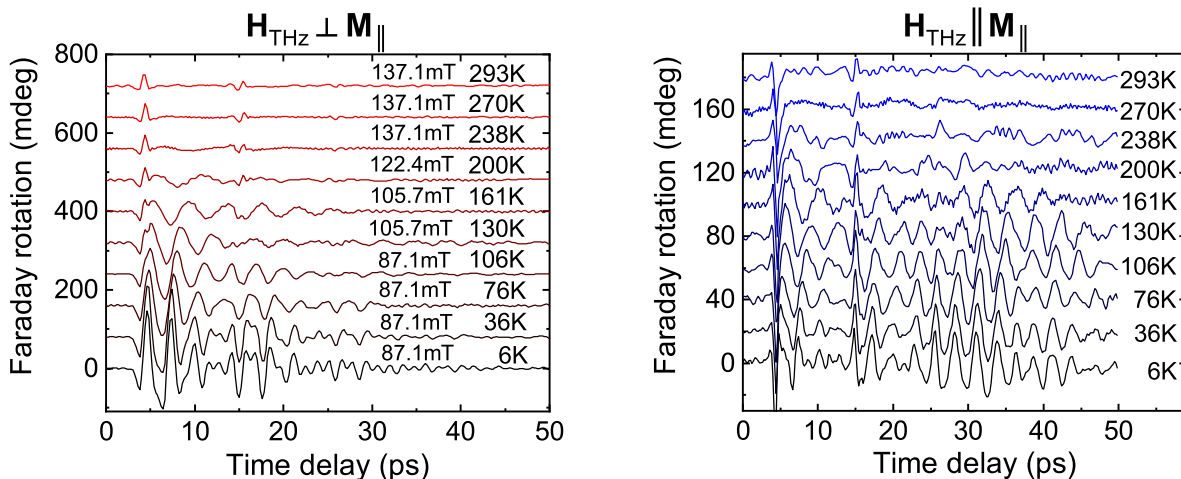 H_THz ⊥ M_∥
Faraday rotation (mdeg)
800
600
400
200
0
137.1mT 293K
137.1mT 270K
137.1mT 238K
122.4mT 200K
105.7mT 161K
105.7mT 130K
87.1mT 106K
87.1mT 76K
87.1mT 36K
87.1mT 6K
0 10 20 30 40 50
Time delay (ps)
H_THz ∥ M_∥
Faraday rotation (mdeg)
160
120
80
40
0
293K
270K
238K
200K
161K
130K
106K
76K
36K
6K
0 10 20 30 40 50
Time delay (ps)